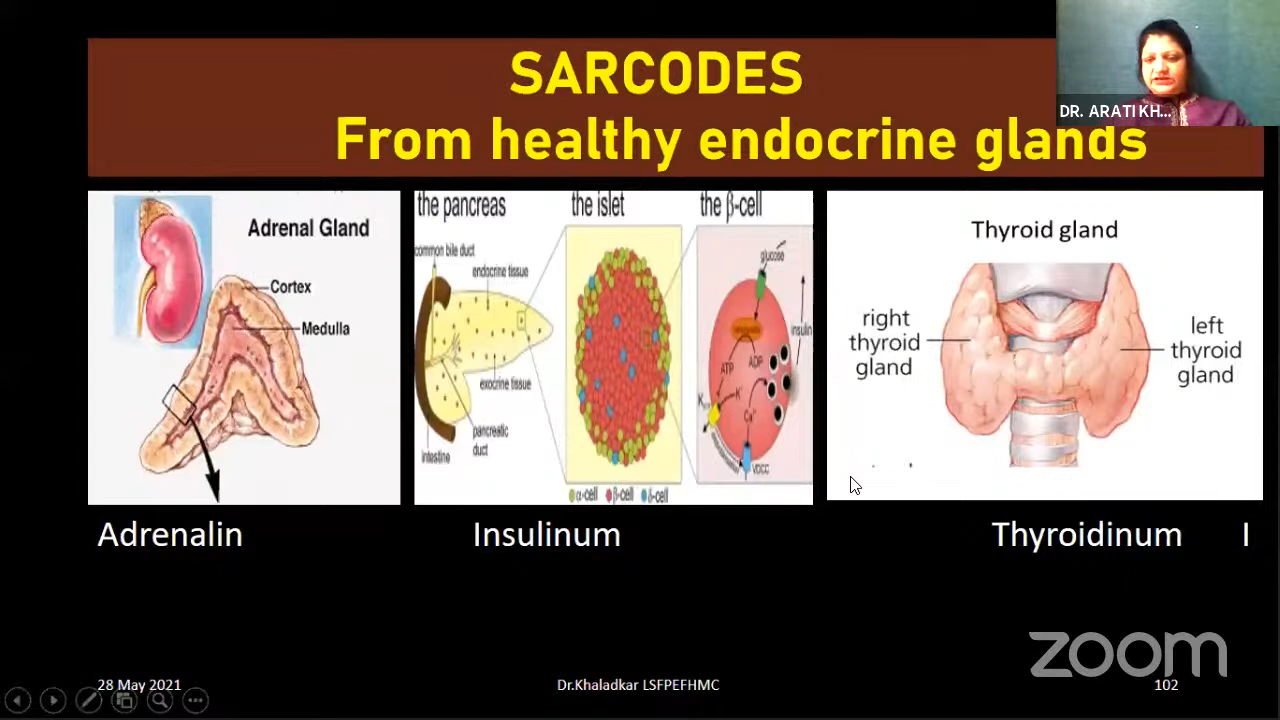 SARCODES
From healthy endocrine glands
DR. ARATI KH...
Adrenal Gland
Cortex
Medulla
the pancreas
the islet
the β-cell
common bile duct
endocrine tissue
exocrine tissue
pancreatic
duct
intestine
glucose
insulin
ATP
ADP
K⁺
Ca²⁺
VDCC
α-cell β-cell δ-cell
Thyroid gland
right
thyroid
gland
left
thyroid
gland
Adrenalin
Insulinum
Thyroidinum I
zoom
28 May 2021
Dr.Khaladkar LSFPEFHMC
102